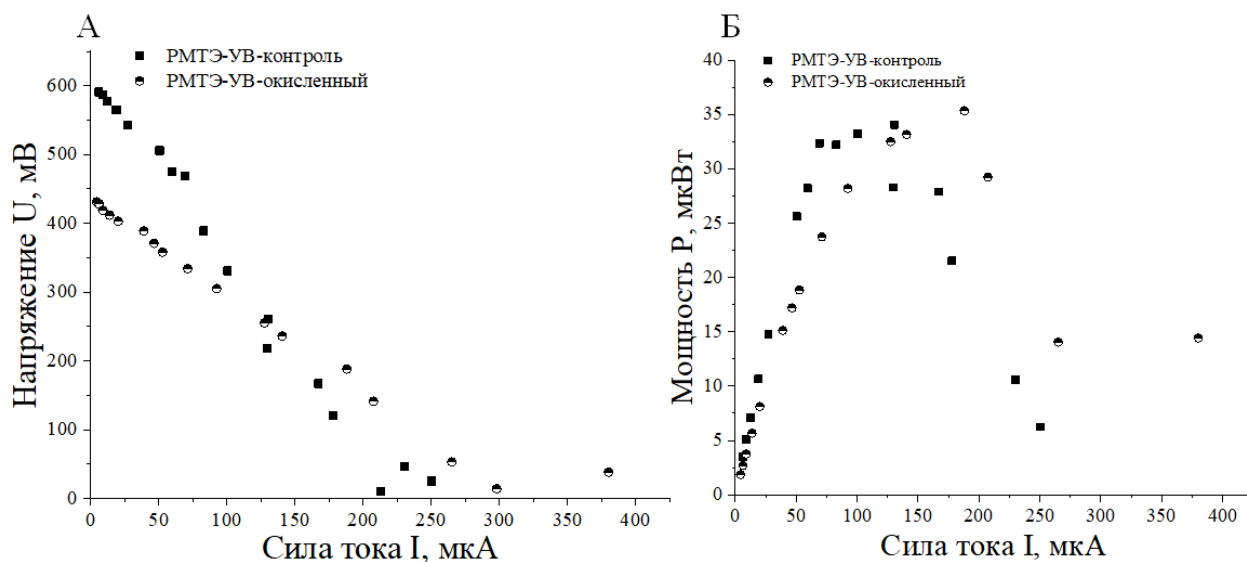 А
РМТЭ-УВ-контроль
РМТЭ-УВ-окисленный
Напряжение U, мВ
600
500
400
300
200
100
0
0 50 100 150 200 250 300 350 400
Сила тока I, мкА
Б
РМТЭ-УВ-контроль
РМТЭ-УВ-окисленный
Мощность P, мкВт
40
35
30
25
20
15
10
5
0
0 50 100 150 200 250 300 350 400
Сила тока I, мкА